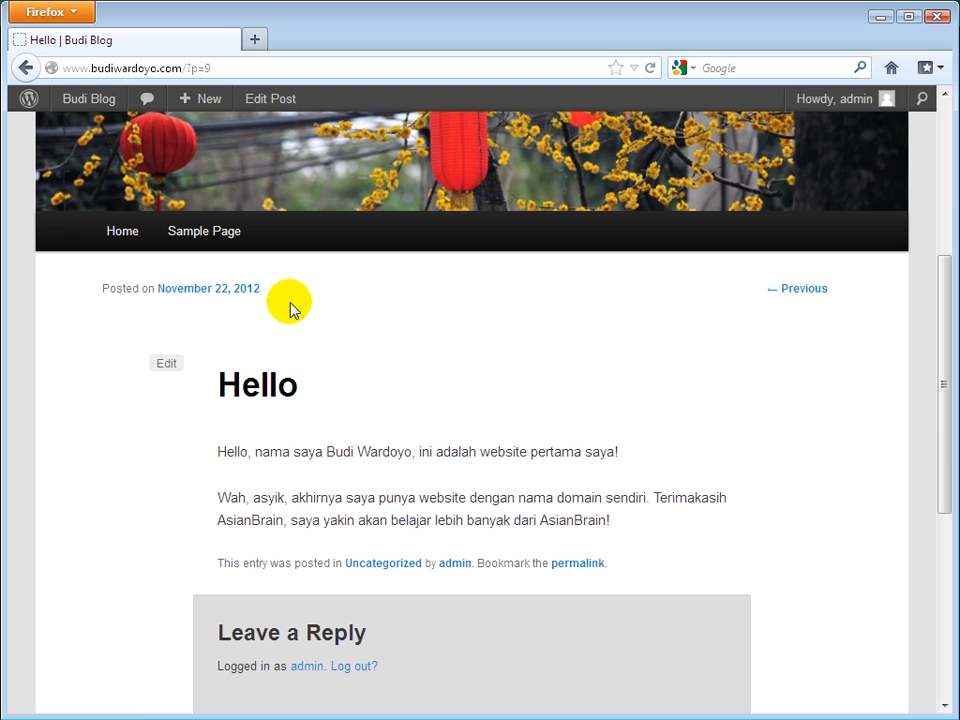 Firefox
Hello | Budi Blog
www.budiwardoyo.com/?p=9
Google
Budi Blog
New
Edit Post
Howdy, admin
Home
Sample Page
Posted on November 22, 2012
← Previous
Edit
Hello
Hello, nama saya Budi Wardoyo, ini adalah website pertama saya!
Wah, asyik, akhirnya saya punya website dengan nama domain sendiri. Terimakasih
AsianBrain, saya yakin akan belajar lebih banyak dari AsianBrain!
This entry was posted in Uncategorized by admin. Bookmark the permalink.
Leave a Reply
Logged in as admin. Log out?